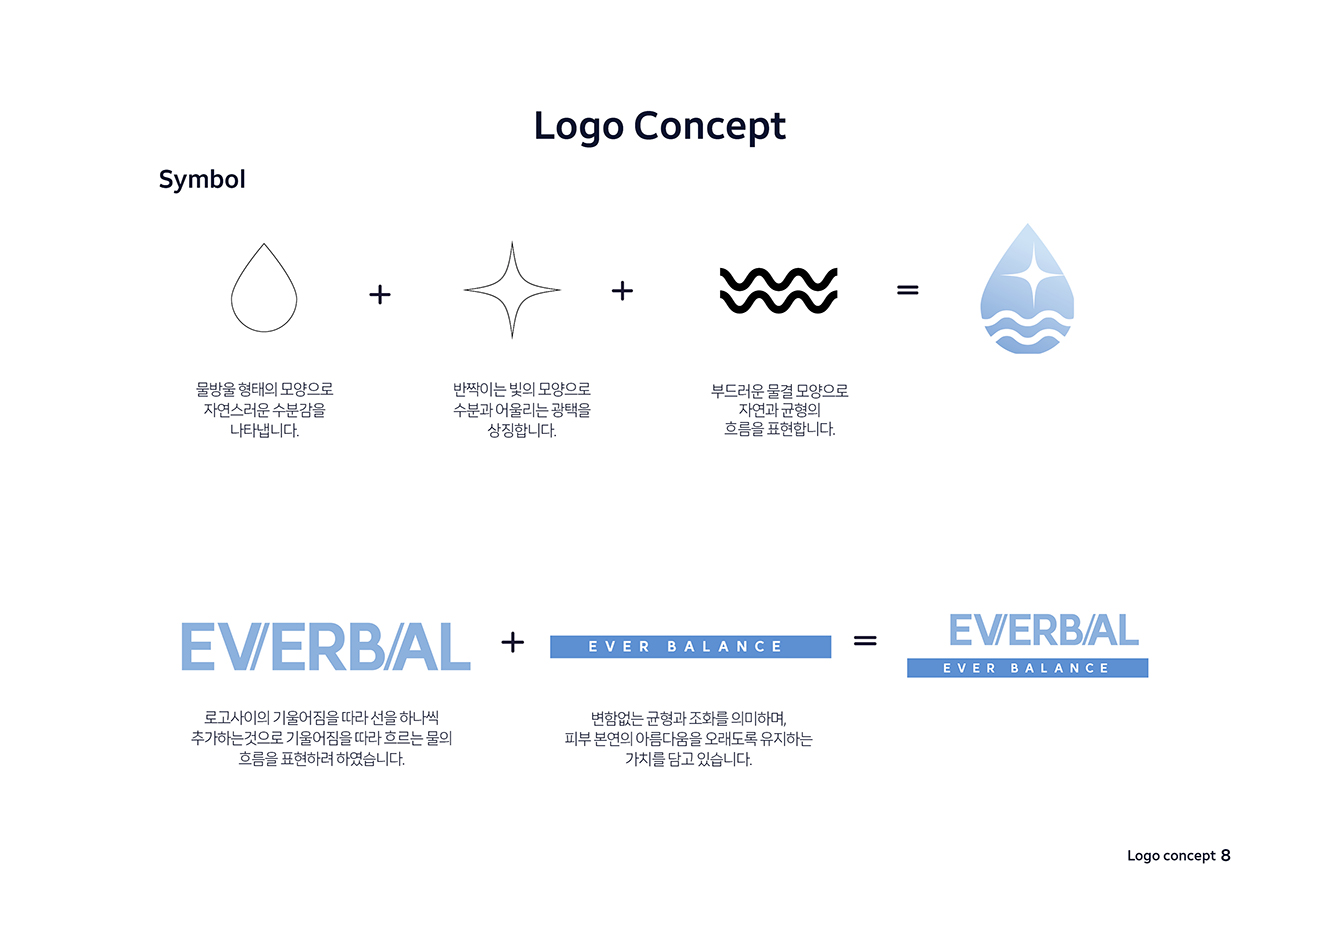 Logo Concept
Symbol
+
+
=
물방울 형태의 모양으로
자연스러운 수분감을
나타냅니다.
반짝이는 빛의 모양으로
수분과 어울리는 광택을
상징합니다.
부드러운 물결 모양으로
자연과 균형의
흐름을 표현합니다.
EVERBAL
+
EVER BALANCE
=
EVERBAL
EVER BALANCE
로고사이의 기울어짐을 따라 선을 하나씩
추가하는것으로 기울어짐을 따라 흐르는 물의
흐름을 표현하려 하였습니다.
변함없는 균형과 조화를 의미하며,
피부 본연의 아름다움을 오래도록 유지하는
가치를 담고 있습니다.
Logo concept 8